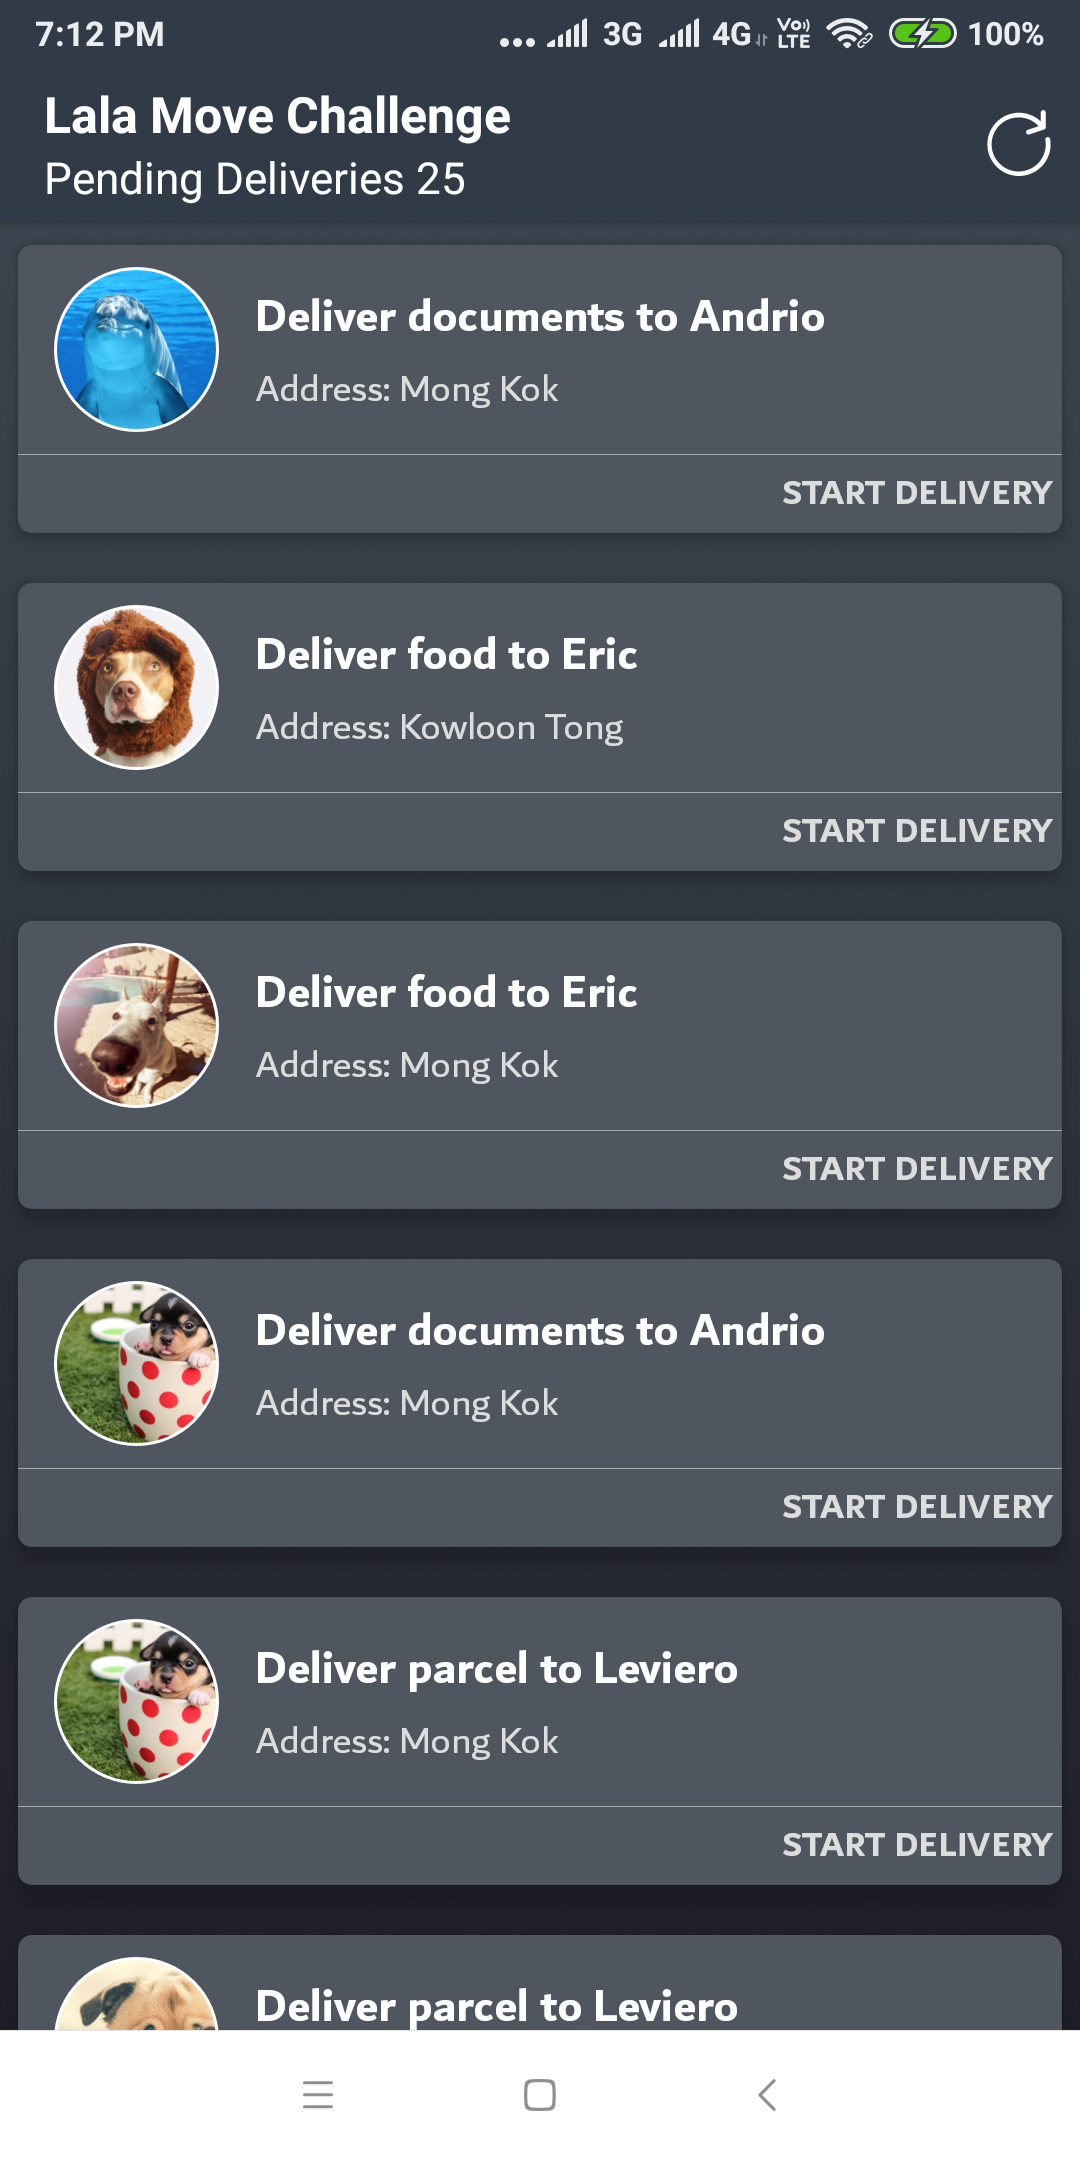 7:12 PM ... 3G 4G Vo)) LTE 100%
Lala Move Challenge
Pending Deliveries 25
Deliver documents to Andrio
Address: Mong Kok
START DELIVERY
Deliver food to Eric
Address: Kowloon Tong
START DELIVERY
Deliver food to Eric
Address: Mong Kok
START DELIVERY
Deliver documents to Andrio
Address: Mong Kok
START DELIVERY
Deliver parcel to Leviero
Address: Mong Kok
START DELIVERY
Deliver parcel to Leviero